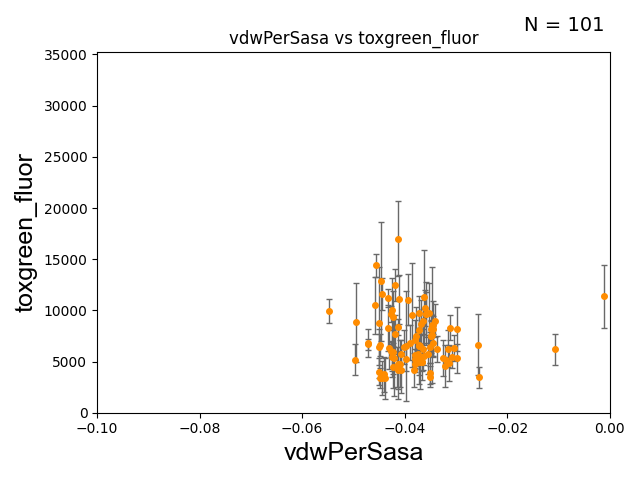 N = 101
vdwPerSasa vs toxgreen_fluor
35000
30000
25000
20000
15000
10000
5000
0
toxgreen_fluor
−0.10 −0.08 −0.06 −0.04 −0.02 0.00
vdwPerSasa